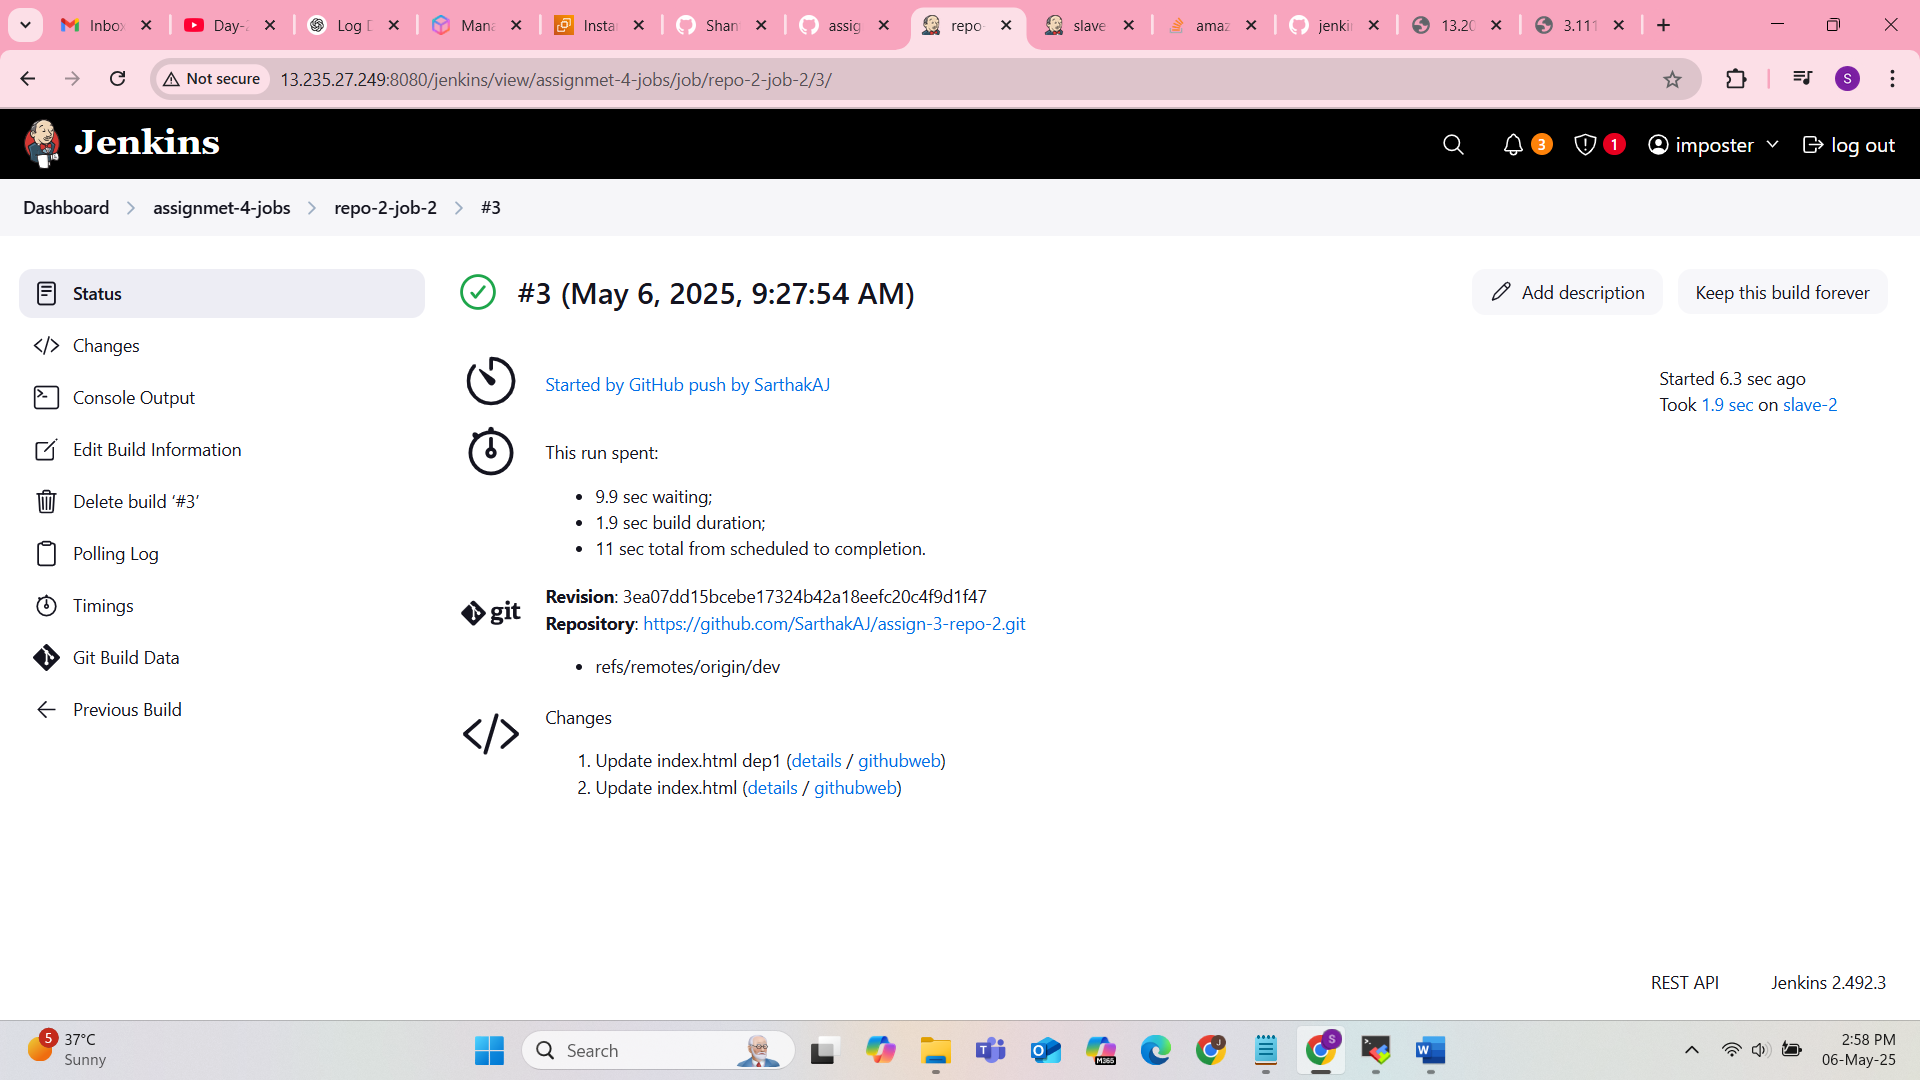 Inbo
Day-
Log D
Mana
Insta
Shan
assig
repo-
slave
amaz
jenki
13.20
3.111
Not secure
13.235.27.249:8080/jenkins/view/assignmet-4-jobs/job/repo-2-job-2/3/
S
Jenkins
3
1
imposter
log out
Dashboard
assignmet-4-jobs
repo-2-job-2
#3
Status
Changes
Console Output
Edit Build Information
Delete build ‘#3’
Polling Log
Timings
Git Build Data
Previous Build
#3 (May 6, 2025, 9:27:54 AM)
Add description
Keep this build forever
Started by GitHub push by SarthakAJ
Started 6.3 sec ago
Took 1.9 sec on slave-2
This run spent:
9.9 sec waiting;
1.9 sec build duration;
11 sec total from scheduled to completion.
git
Revision: 3ea07dd15bcebe17324b42a18eefc20c4f9d1f47
Repository: https://github.com/SarthakAJ/assign-3-repo-2.git
refs/remotes/origin/dev
Changes
1. Update index.html dep1 (details / githubweb)
2. Update index.html (details / githubweb)
REST API
Jenkins 2.492.3
5
37°C
Sunny
Search
M365
J
S
2:58 PM
06-May-25